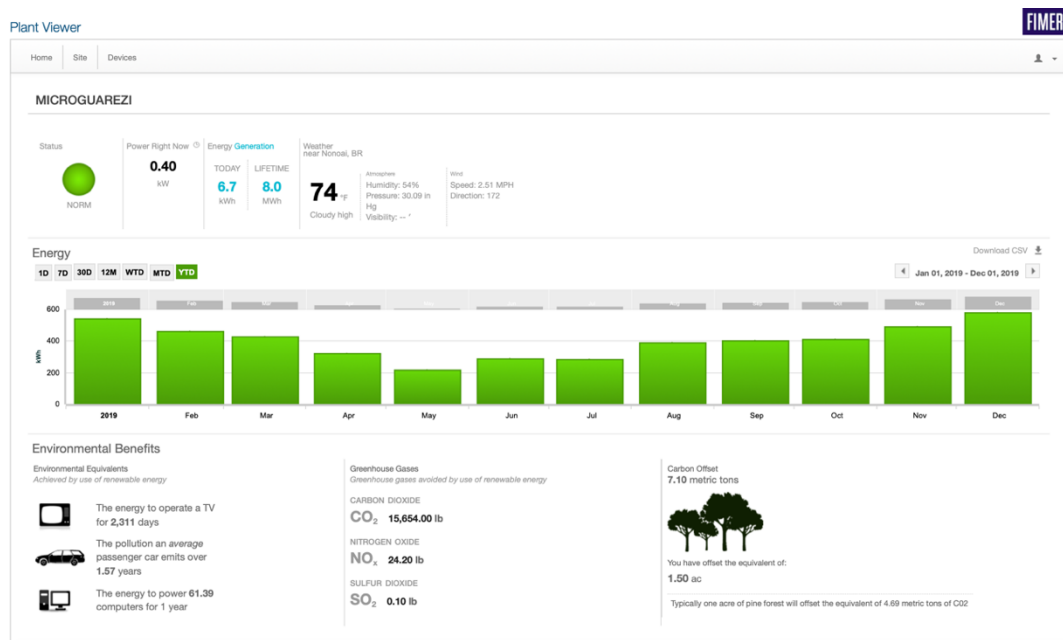 Plant Viewer
FIMER
Home Site Devices
MICROGUAREZI
Status
NORM
Power Right Now ?
0.40
kW
Energy Generation
TODAY LIFETIME
6.7 8.0
kWh MWh
Weather
near Nonoai, BR
74 °F
Cloudy high
Atmosphere
Humidity: 54%
Pressure: 30.09 in
Hg
Visibility: -- *
Wind
Speed: 2.51 MPH
Direction: 172
Energy
Download CSV
1D 7D 30D 12M WTD MTD YTD
Jan 01, 2019 - Dec 01, 2019
2019 Feb Mar Apr May Jun Jul Aug Sep Oct Nov Dec
600
400
kWh
200
0
2019 Feb Mar Apr May Jun Jul Aug Sep Oct Nov Dec
Environmental Benefits
Environmental Equivalents
Achieved by use of renewable energy
The energy to operate a TV
for 2,311 days
The pollution an average
passenger car emits over
1.57 years
The energy to power 61.39
computers for 1 year
Greenhouse Gases
Greenhouse gases avoided by use of renewable energy
CARBON DIOXIDE
CO2 15,654.00 lb
NITROGEN OXIDE
NOx 24.20 lb
SULFUR DIOXIDE
SO2 0.10 lb
Carbon Offset
7.10 metric tons
You have offset the equivalent of:
1.50 ac
Typically one acre of pine forest will offset the equivalent of 4.69 metric tons of C02